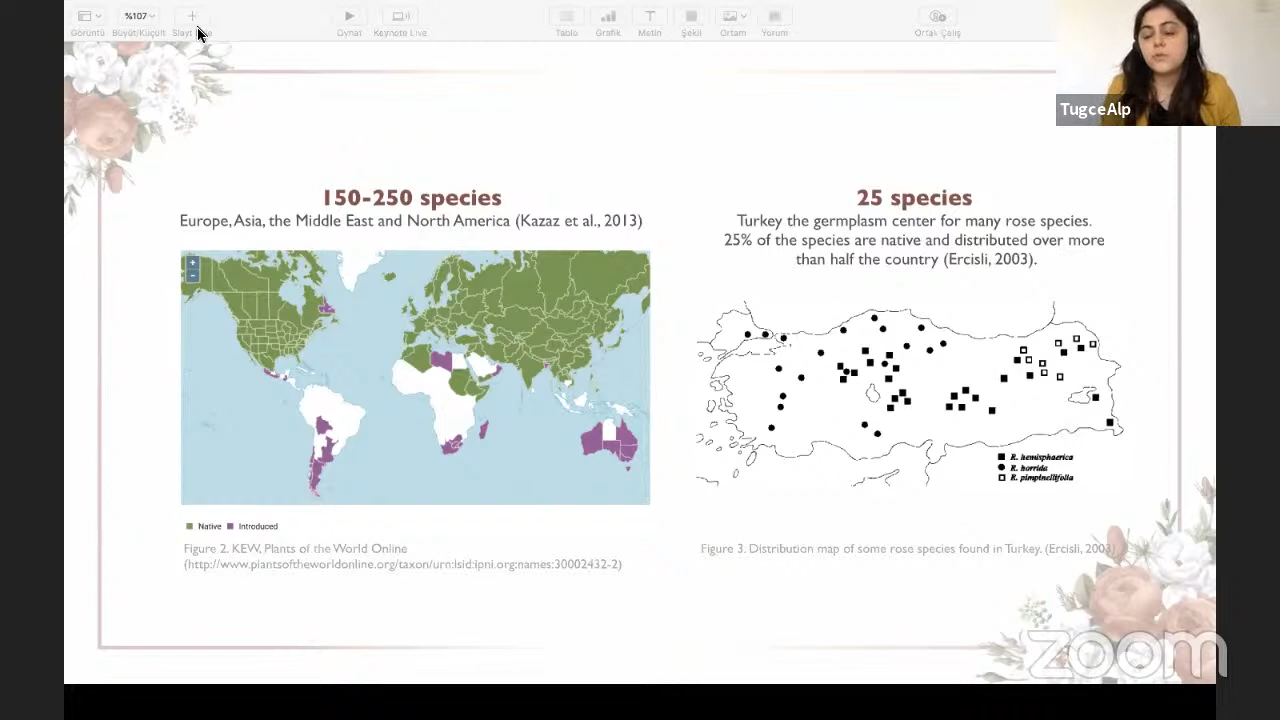 %107
Görüntü
Büyüt/Küçült
Slayt
Oynat
Keynote Live
Tablo
Grafik
Metin
Şekil
Ortam
Yorum
Ortak Çalış
TugceAlp
150-250 species
Europe, Asia, the Middle East and North America (Kazaz et al., 2013)
25 species
Turkey the germplasm center for many rose species.
25% of the species are native and distributed over more
than half the country (Ercisli, 2003).
R. hemisphaerica
R. horrida
R. pimpinellifolia
Native
Introduced
Figure 2. KEW, Plants of the World Online
(http://www.plantsoftheworldonline.org/taxon/urn:lsid:ipni.org:names:30002432-2)
Figure 3. Distribution map of some rose species found in Turkey. (Ercisli, 2003)
zoom